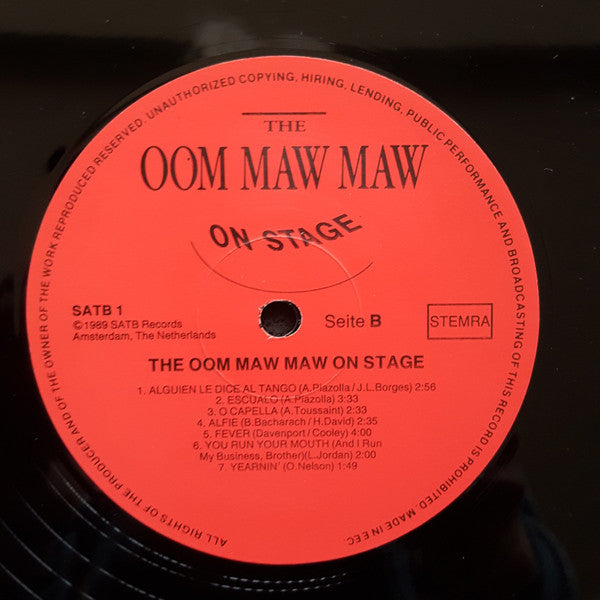 ALL RIGHTS OF THE PRODUCER AND OF THE OWNER OF THE WORK REPRODUCED RESERVED. UNAUTHORIZED COPYING, HIRING, LENDING, PUBLIC PERFORMANCE AND BROADCASTING OF THIS RECORD IS PROHIBITED. MADE IN EEC.
THE
OOM MAW MAW
ON STAGE
SATB 1
©1989 SATB Records
Amsterdam, The Netherlands
Seite B
STEMRA
THE OOM MAW MAW ON STAGE
1. ALGUIEN LE DICE AL TANGO (A.Piazolla/J.L.Borges) 2:56
2. ESCUALO (A.Piazolla) 3:33
3. O CAPELLA (A.Toussaint) 2:33
4. ALFIE (B.Bacharach/H.David) 2:35
5. FEVER (Davenport/Cooley) 4:00
6. YOU RUN YOUR MOUTH (And I Run
My Business, Brother)(L.Jordan) 2:00
7. YEARNIN' (O.Nelson) 1:49